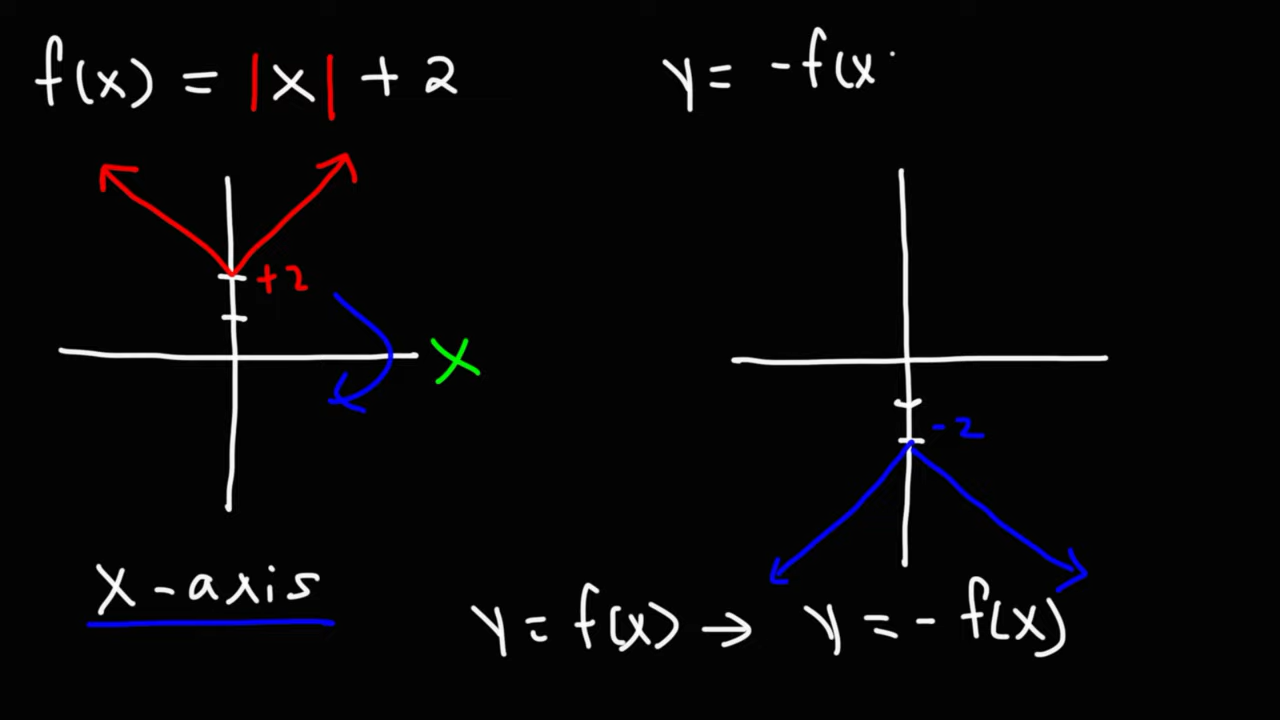 f(x) = |x| + 2
y = -f(x
+2
X
-2
X-axis
y = f(x) → y = - f(x)